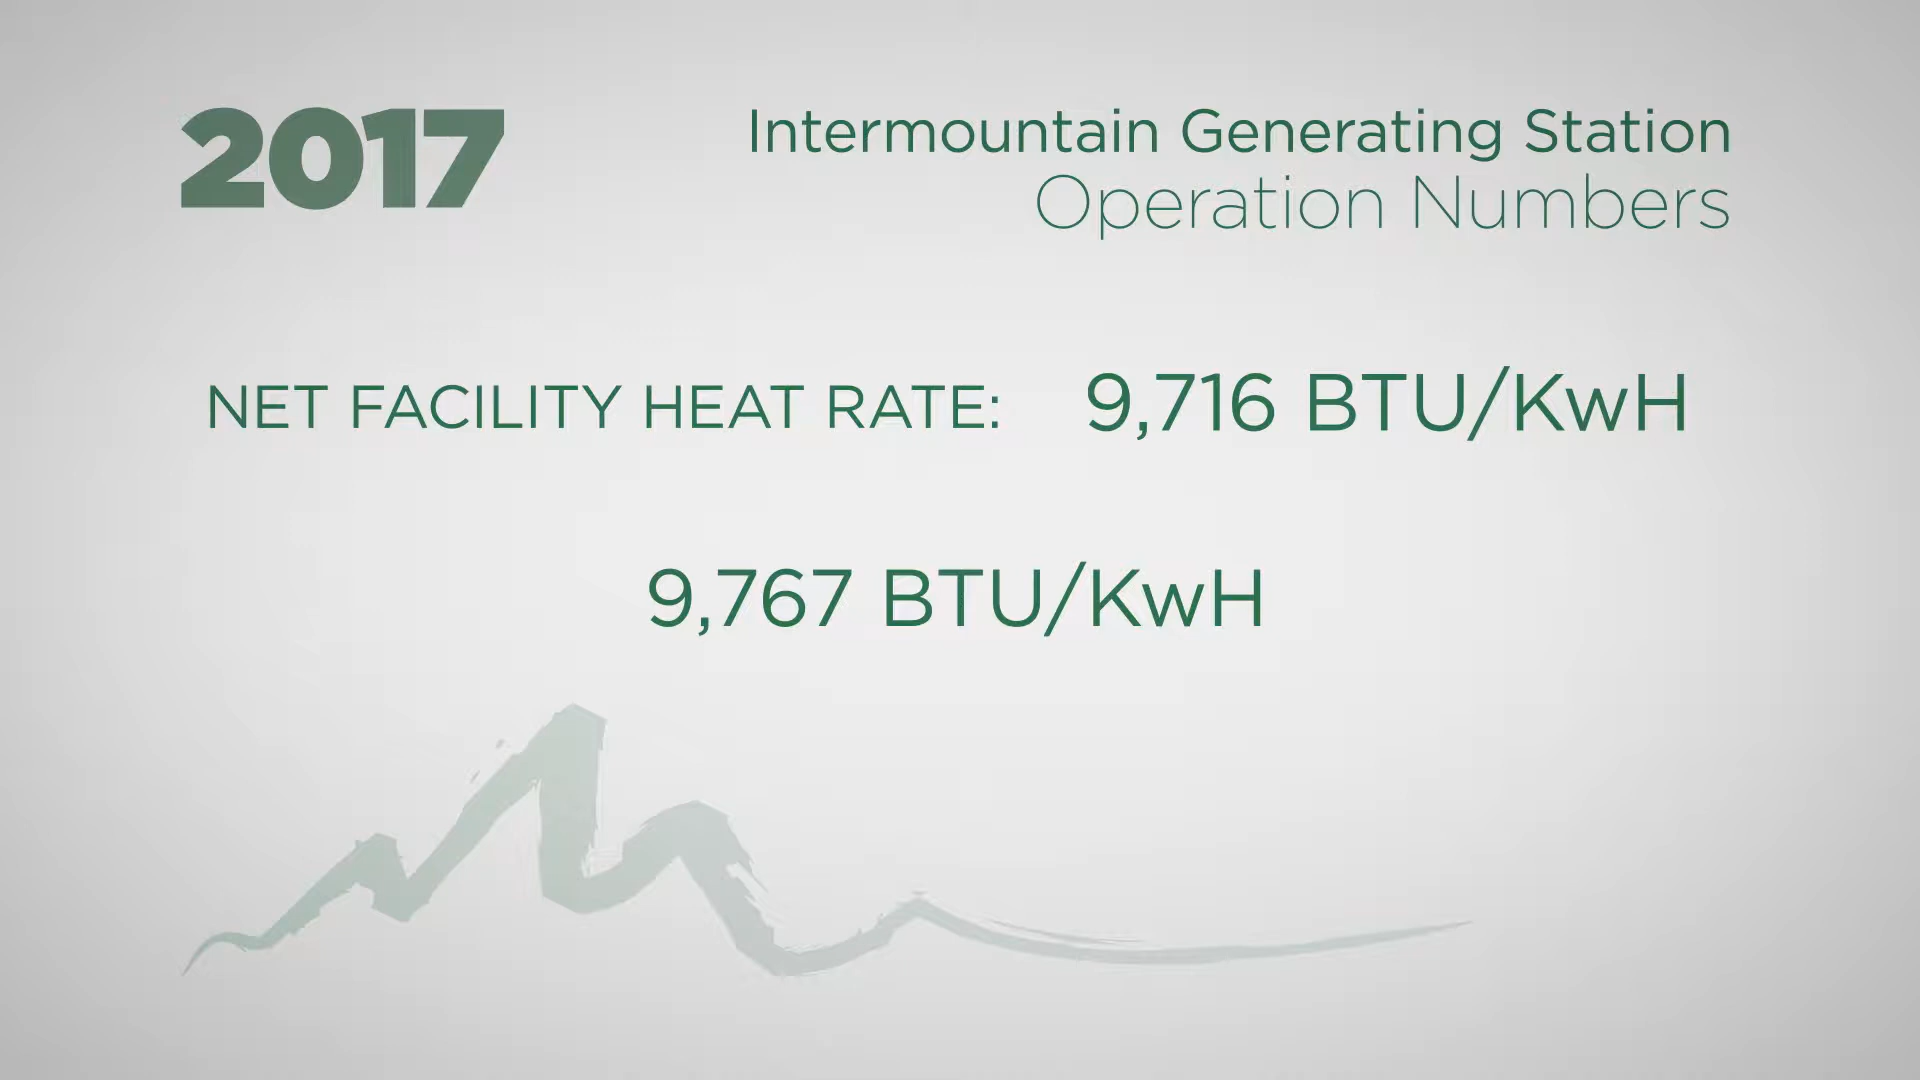 2017
Intermountain Generating Station
Operation Numbers
NET FACILITY HEAT RATE: 9,716 BTU/KwH
9,767 BTU/KwH